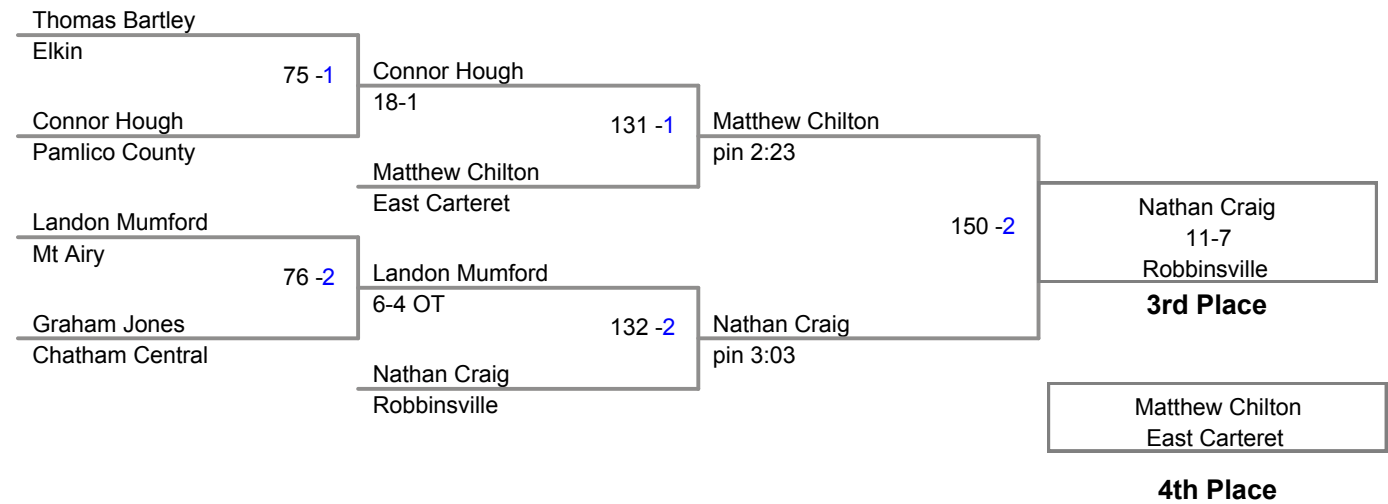 Thomas Bartley
Elkin
75 -1
Connor Hough
18-1
Connor Hough
Pamlico County
131 -1
Matthew Chilton
pin 2:23
Matthew Chilton
East Carteret
Landon Mumford
Mt Airy
76 -2
Landon Mumford
6-4 OT
Graham Jones
Chatham Central
132 -2
Nathan Craig
pin 3:03
Nathan Craig
Robbinsville
150 -2
Nathan Craig
11-7
Robbinsville
3rd Place
Matthew Chilton
East Carteret
4th Place